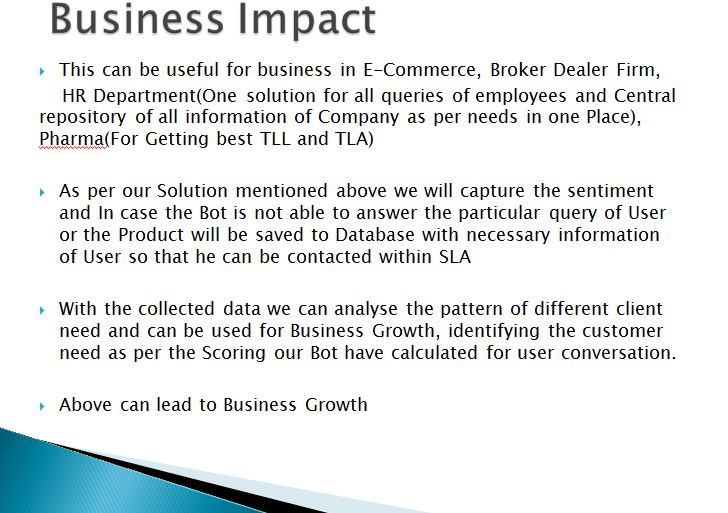 Business Impact
This can be useful for business in E-Commerce, Broker Dealer Firm,
HR Department(One solution for all queries of employees and Central
repository of all information of Company as per needs in one Place),
Pharma(For Getting best TLL and TLA)
As per our Solution mentioned above we will capture the sentiment
and In case the Bot is not able to answer the particular query of User
or the Product will be saved to Database with necessary information
of User so that he can be contacted within SLA
With the collected data we can analyse the pattern of different client
need and can be used for Business Growth, identifying the customer
need as per the Scoring our Bot have calculated for user conversation.
Above can lead to Business Growth